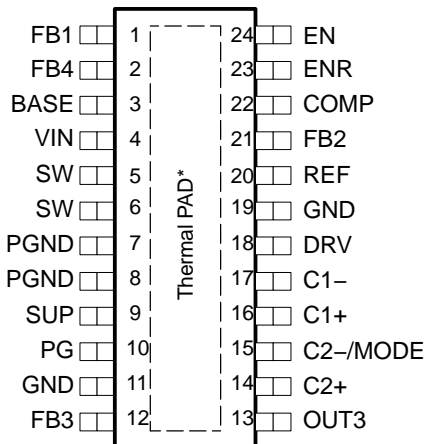 FB1 1 24 EN
FB4 2 23 ENR
BASE 3 22 COMP
VIN 4 21 FB2
SW 5 20 REF
SW 6 19 GND
PGND 7 18 DRV
PGND 8 17 C1−
SUP 9 16 C1+
PG 10 15 C2−/MODE
GND 11 14 C2+
FB3 12 13 OUT3
Thermal PAD*